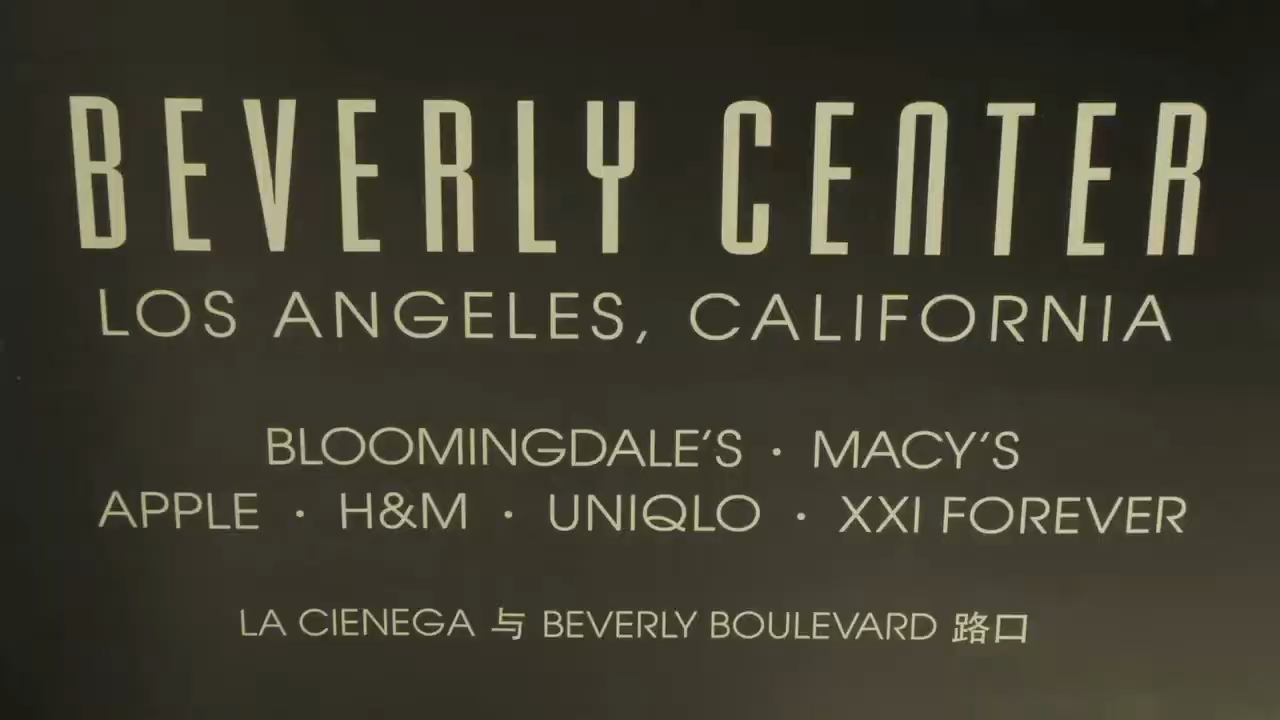 BEVERLY CENTER
LOS ANGELES, CALIFORNIA
BLOOMINGDALE'S · MACY'S
APPLE · H&M · UNIQLO · XXI FOREVER
LA CIENEGA 与 BEVERLY BOULEVARD 路口